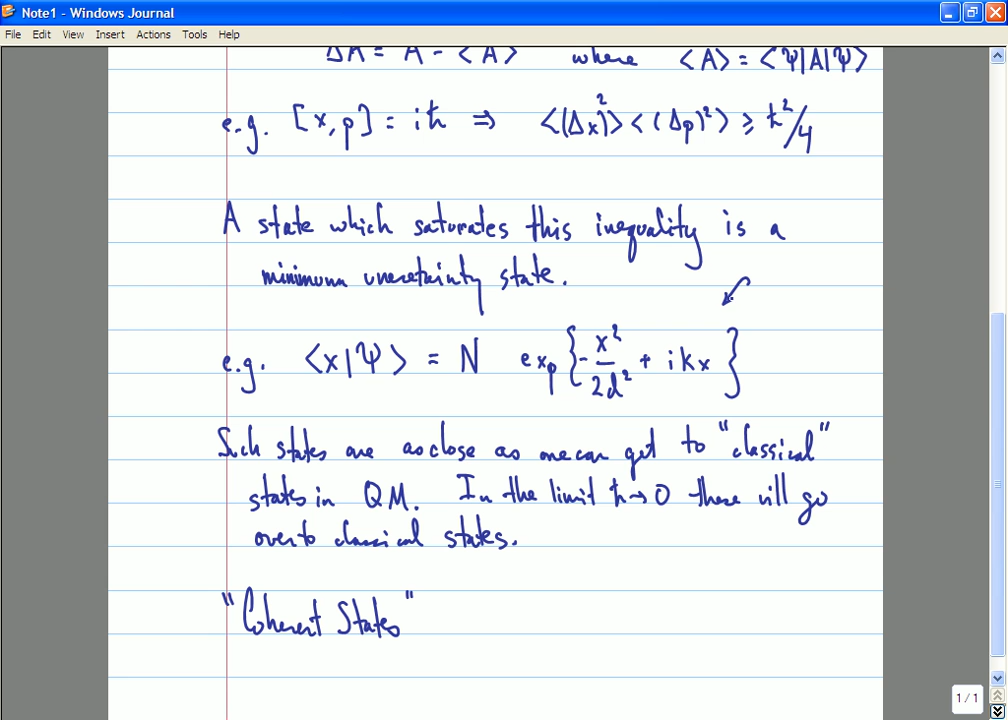 Note1 - Windows Journal
File Edit View Insert Actions Tools Help
ΔA = A - <A> where <A> = <Ψ|A|Ψ>
e.g. [x, p] = iħ ⇒ <(Δx)²> <(Δp)²> ≥ ħ²/4
A state which saturates this inequality is a
minimum uncertainty state.
e.g. <x|Ψ> = N exp{-x²/2d² + ikx}
Such states are as close as one can get to "classical"
states in QM. In the limit ħ→0 these will go
over to classical states.
"Coherent States"
1 / 1